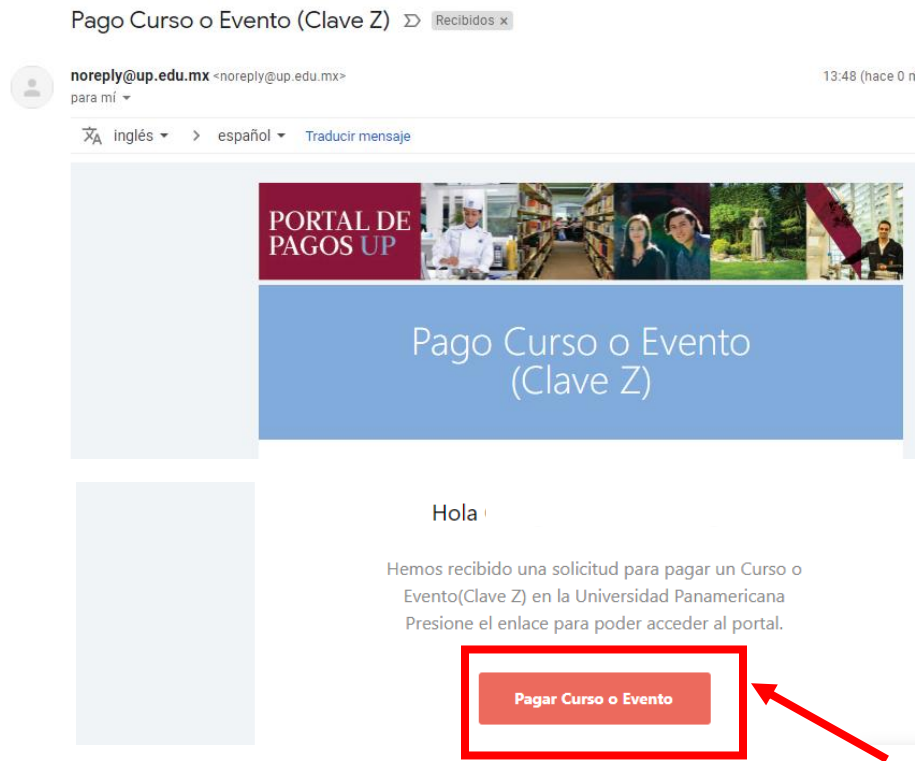 Pago Curso o Evento (Clave Z) Recibidos x
noreply@up.edu.mx <noreply@up.edu.mx> 13:48 (hace 0 m
para mí
inglés > español Traducir mensaje
PORTAL DE
PAGOS UP
Pago Curso o Evento
(Clave Z)
Hola
Hemos recibido una solicitud para pagar un Curso o
Evento(Clave Z) en la Universidad Panamericana
Presione el enlace para poder acceder al portal.
Pagar Curso o Evento